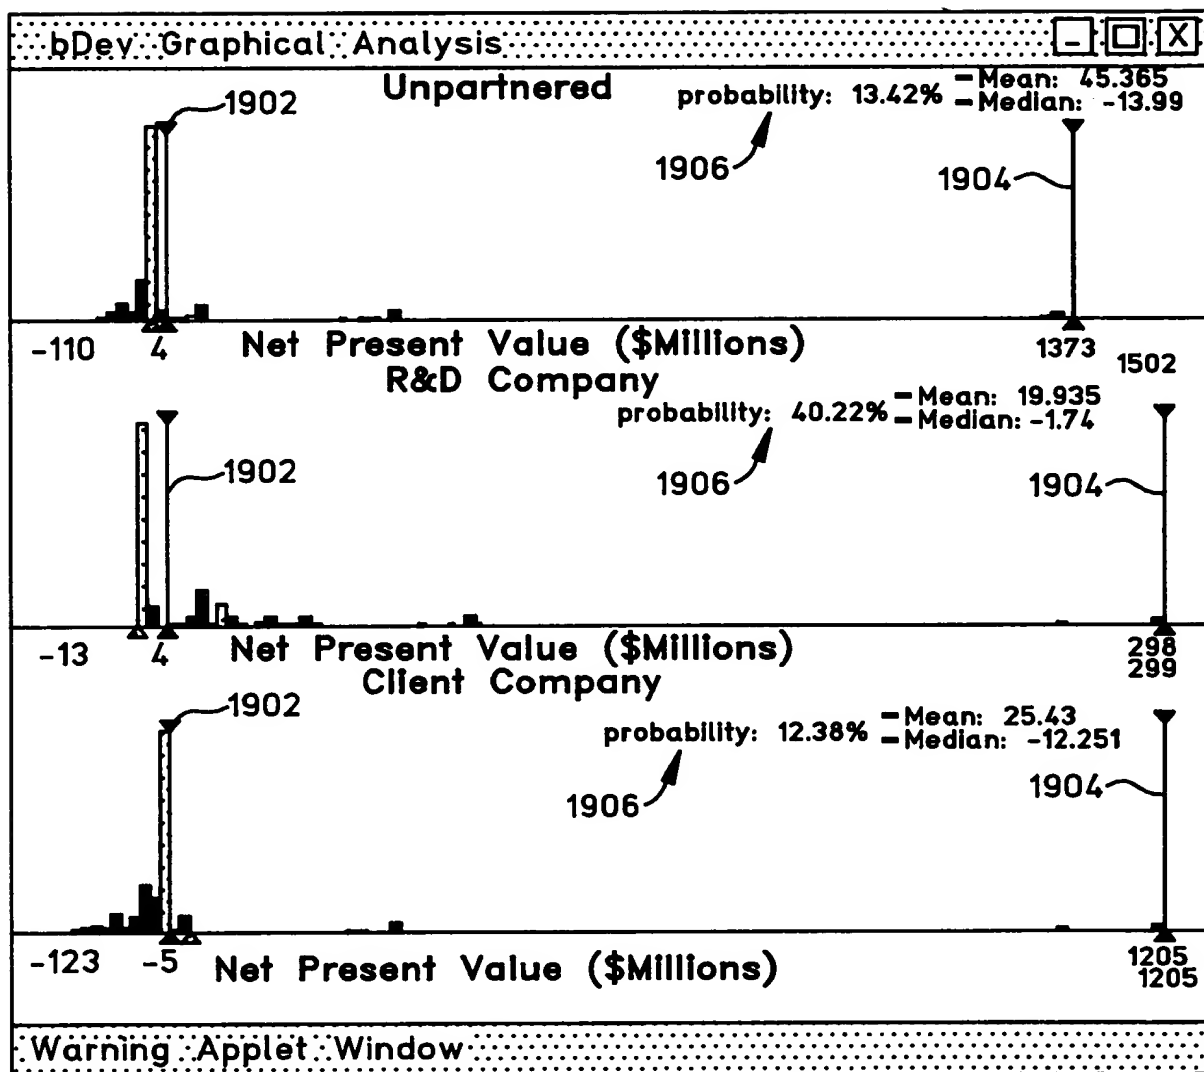 bDev Graphical Analysis
1902
Unpartnered
probability: 13.42%
Mean: 45.365
Median: -13.99
1906
1904
-110
4
Net Present Value ($Millions)
1373
1502
R&D Company
probability: 40.22%
Mean: 19.935
Median: -1.74
1902
1906
1904
-13
4
Net Present Value ($Millions)
298
299
Client Company
1902
probability: 12.38%
Mean: 25.43
Median: -12.251
1906
1904
-123
-5
Net Present Value ($Millions)
1205
1205
Warning Applet Window